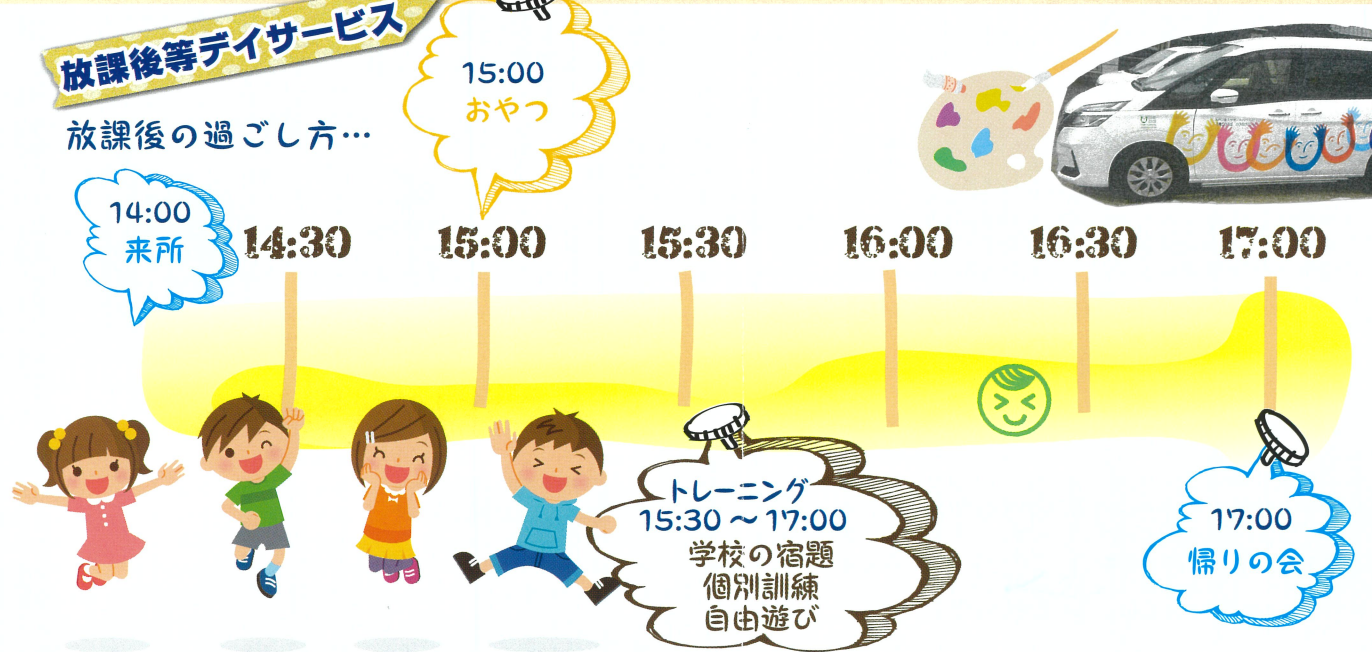 放課後等デイサービス
放課後の過ごし方…
14:00
来所
15:00
おやつ
14:30
15:00
15:30
16:00
16:30
17:00
トレーニング
15:30 ～ 17:00
学校の宿題
個別訓練
自由遊び
17:00
帰りの会